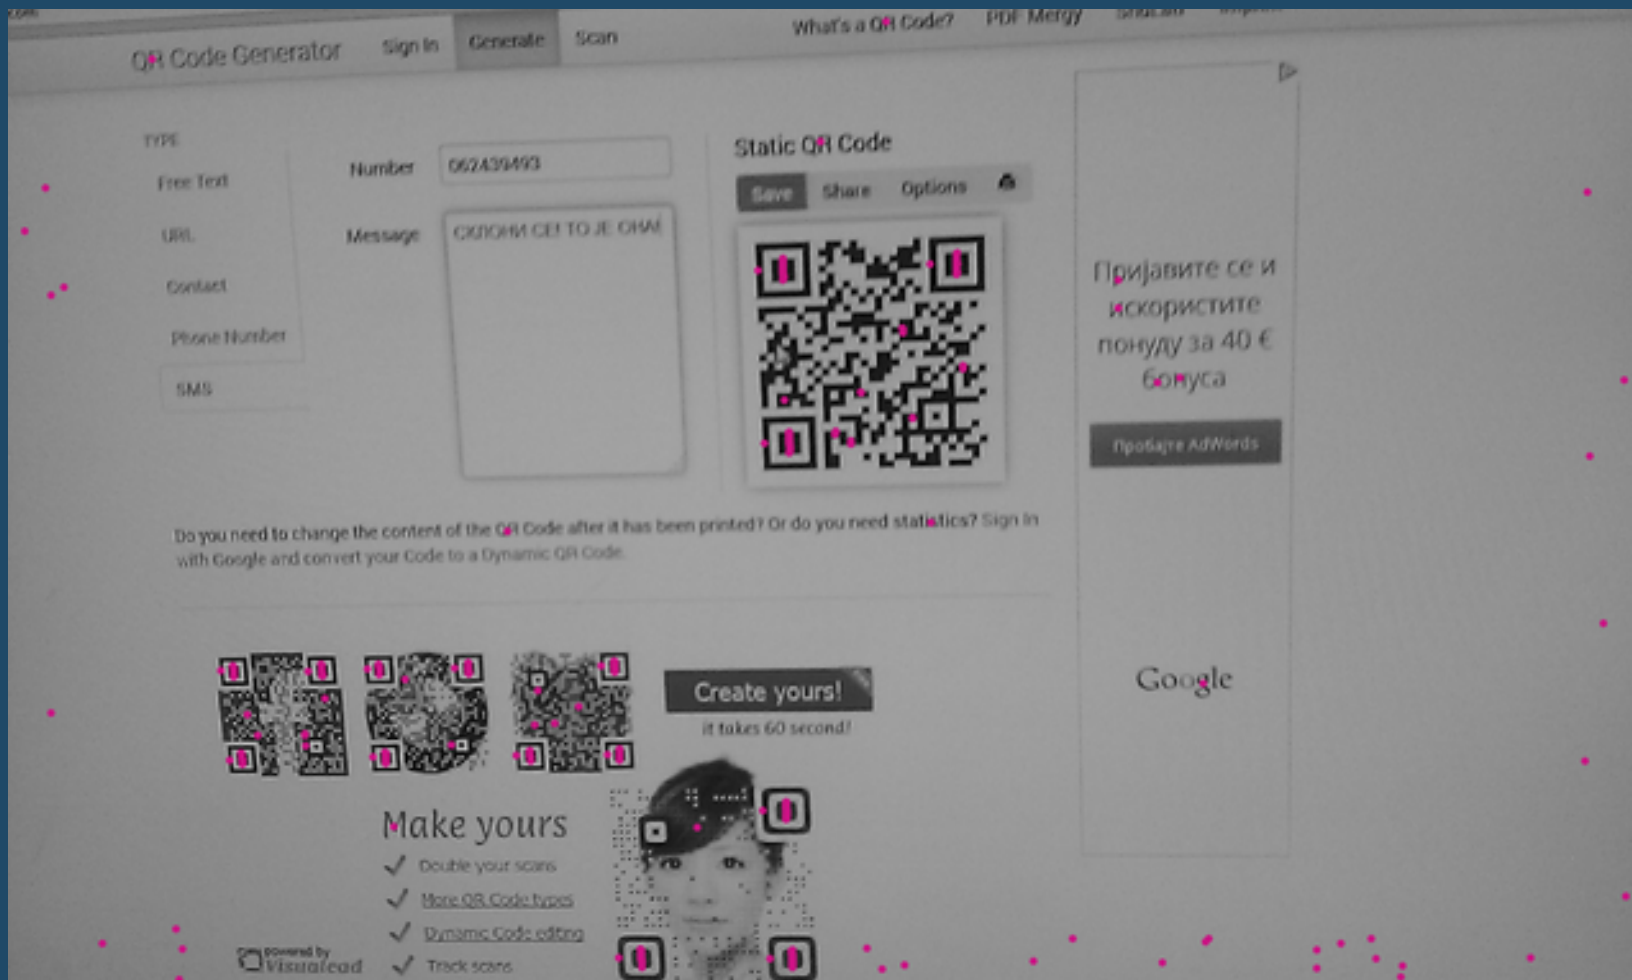 QR Code Generator
Sign In
Generate
Scan
What's a QR Code?
PDF Mergy
TYPE
Free Text
URL
Contact
Phone Number
SMS
Number
062439493
Message
СКЛОНИ СЕ! ТО ЈЕ ОНА!
Static QR Code
Save
Share
Options
Do you need to change the content of the QR Code after it has been printed? Or do you need statistics? Sign In
with Google and convert your Code to a Dynamic QR Code.
Create yours!
it takes 60 second!
Make yours
Double your scans
More QR Code types
Dynamic Code editing
Track scans
powered by
Visualead
Пријавите се и
искористите
понуду за 40 €
бонуса
Пробајте AdWords
Google